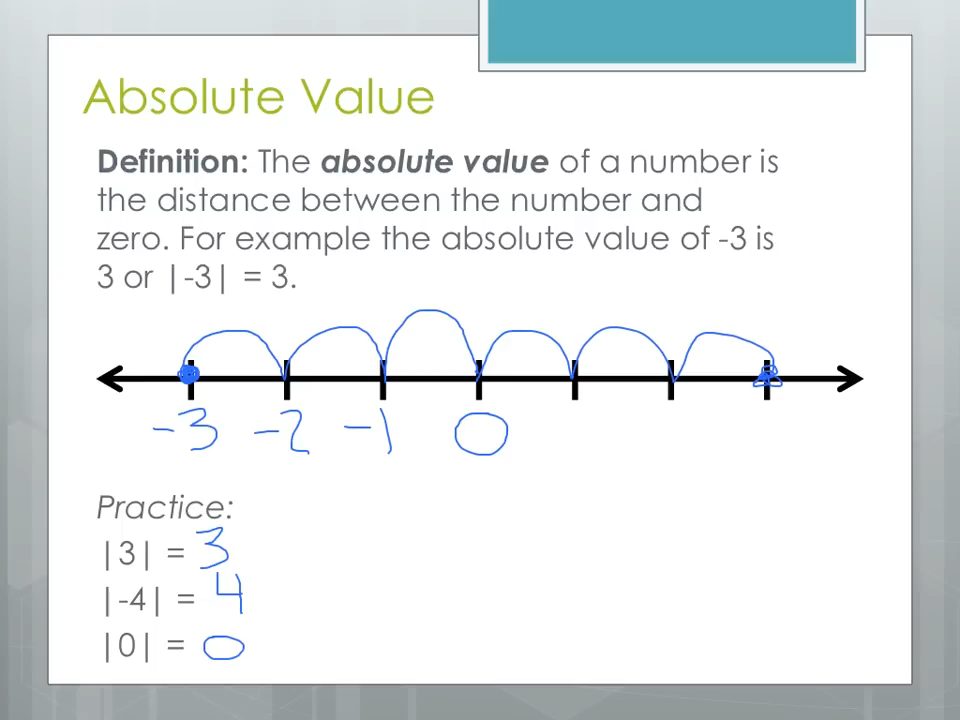 Absolute Value
Definition: The absolute value of a number is
the distance between the number and
zero. For example the absolute value of -3 is
3 or |-3| = 3.
-3 -2 -1 0
Practice:
|3| = 3
|-4| = 4
|0| = 0